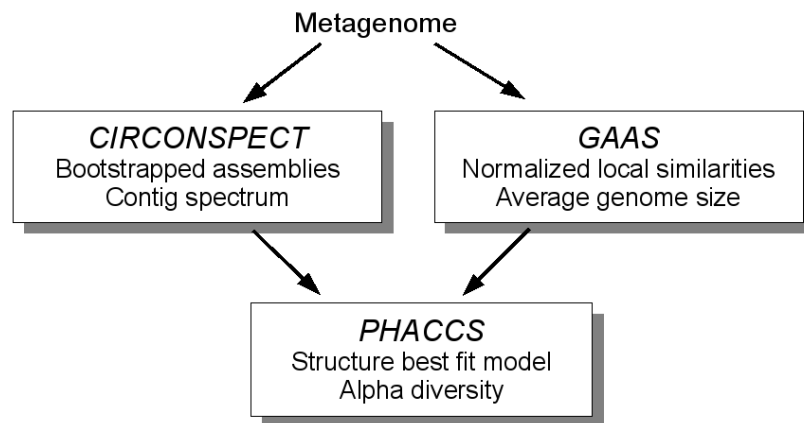 Metagenome
CIRCONSPECT
Bootstrapped assemblies
Contig spectrum
GAAS
Normalized local similarities
Average genome size
PHACCS
Structure best fit model
Alpha diversity